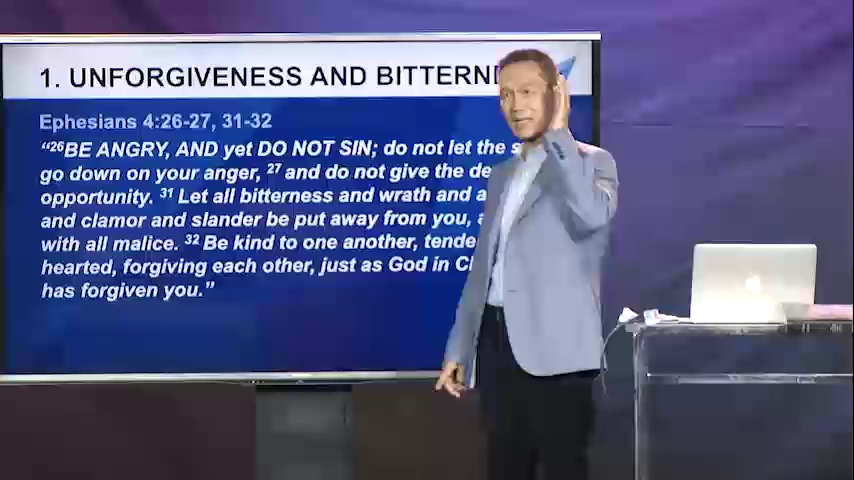 1. UNFORGIVENESS AND
Ephesians 4:26-27, 31-32
“26BE ANGRY, AND yet DO NOT SIN; do not let the
go down on your anger, 27 and do not give the
opportunity. 31 Let all bitterness and wrath and
and clamor and slander be put away from you,
with all malice. 32 Be kind to one another,
hearted, forgiving each other, just as God in
has forgiven you.”